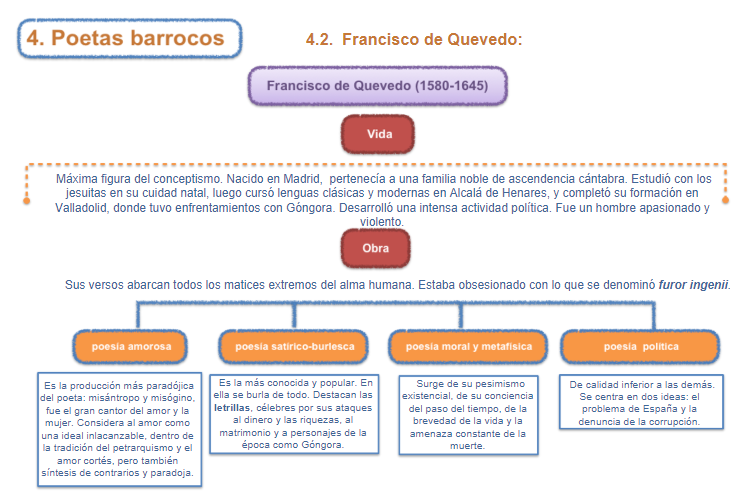 4. Poetas barrocos
4.2. Francisco de Quevedo:
Francisco de Quevedo (1580-1645)
Vida
Máxima figura del conceptismo. Nacido en Madrid, pertenecía a una familia noble de ascendencia cántabra. Estudió con los
jesuitas en su cuidad natal, luego cursó lenguas clásicas y modernas en Alcalá de Henares, y completó su formación en
Valladolid, donde tuvo enfrentamientos con Góngora. Desarrolló una intensa actividad política. Fue un hombre apasionado y
violento.
Obra
Sus versos abarcan todos los matices extremos del alma humana. Estaba obsesionado con lo que se denominó furor ingenii.
poesía amorosa
Es la producción más paradójica
del poeta: misántropo y misógino,
fue el gran cantor del amor y la
mujer. Considera al amor como
una ideal inlacanzable, dentro de
la tradición del petrarquismo y el
amor cortés, pero también
síntesis de contrarios y paradoja.
poesía satírico-burlesca
Es la más conocida y popular. En
ella se burla de todo. Destacan las
letrillas, célebres por sus ataques
al dinero y las riquezas, al
matrimonio y a personajes de la
época como Góngora.
poesía moral y metafísica
Surge de su pesimismo
existencial, de su conciencia
del paso del tiempo, de la
brevedad de la vida y la
amenaza constante de la
muerte.
poesía política
De calidad inferior a las demás.
Se centra en dos ideas: el
problema de España y la
denuncia de la corrupción.